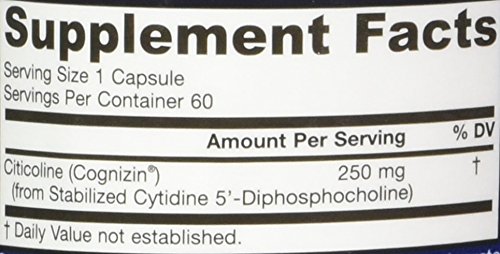 Supplement Facts
Serving Size 1 Capsule
Servings Per Container 60
Amount Per Serving % DV
Citicoline (Cognizin®) 250 mg †
(from Stabilized Cytidine 5'-Diphosphocholine)
† Daily Value not established.